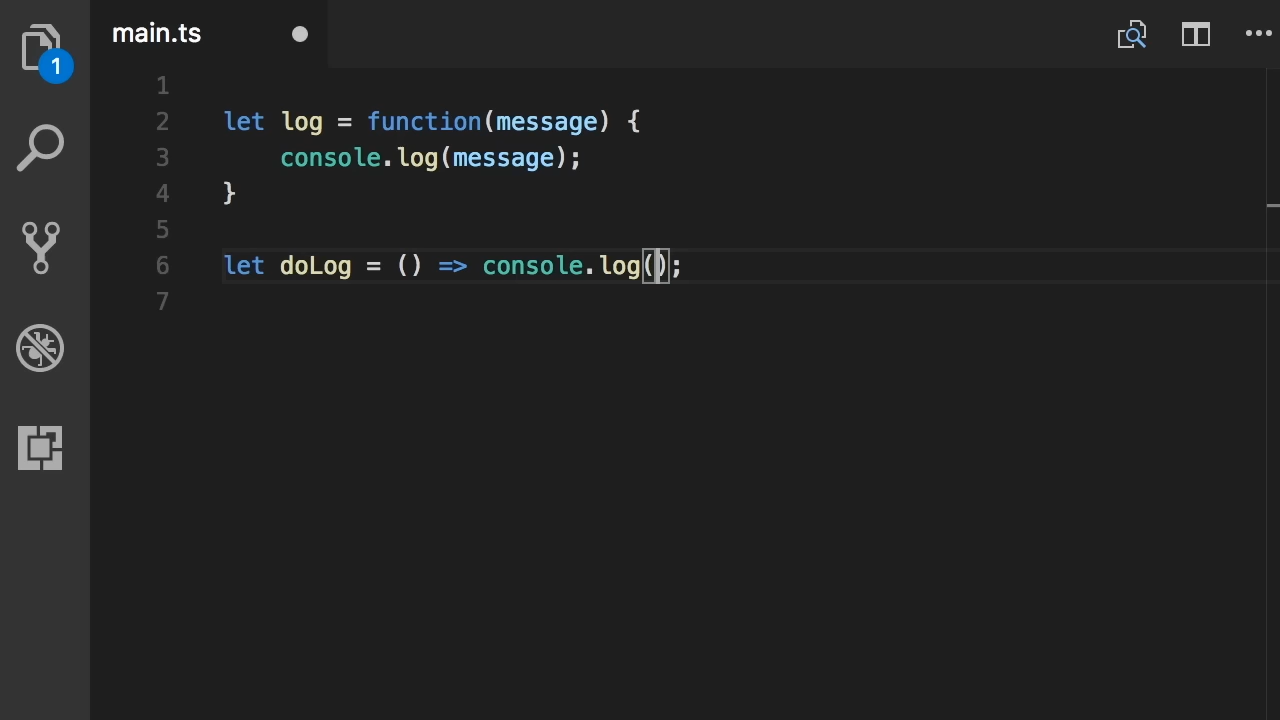 main.ts
1
1
2 let log = function(message) {
3     console.log(message);
4 }
5
6 let doLog = () => console.log();
7